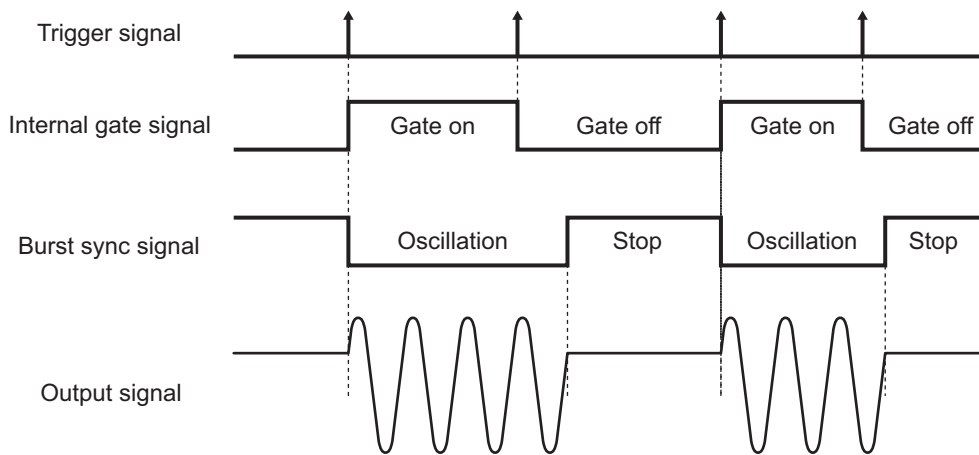 Trigger signal
Internal gate signal
Gate on
Gate off
Gate on
Gate off
Burst sync signal
Oscillation
Stop
Oscillation
Stop
Output signal